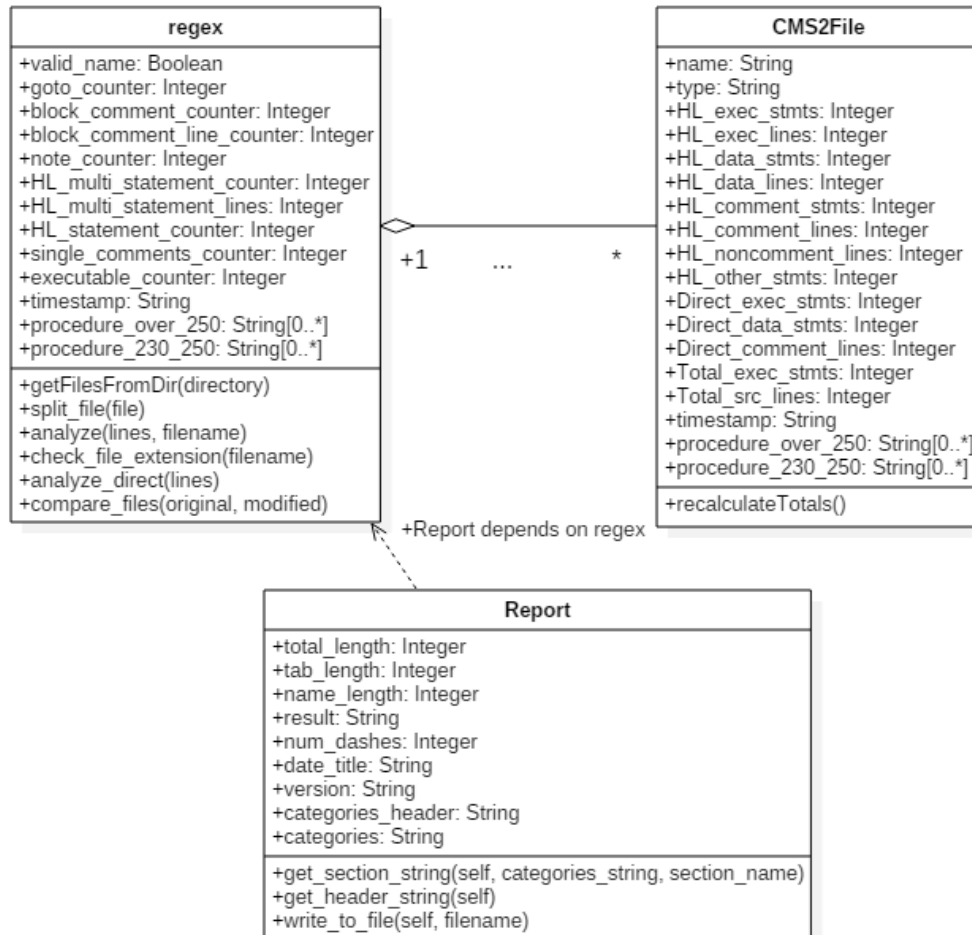 regex
+valid_name: Boolean
+goto_counter: Integer
+block_comment_counter: Integer
+block_comment_line_counter: Integer
+note_counter: Integer
+HL_multi_statement_counter: Integer
+HL_multi_statement_lines: Integer
+HL_statement_counter: Integer
+single_comments_counter: Integer
+executable_counter: Integer
+timestamp: String
+procedure_over_250: String[0..*]
+procedure_230_250: String[0..*]
+getFilesFromDir(directory)
+split_file(file)
+analyze(lines, filename)
+check_file_extension(filename)
+analyze_direct(lines)
+compare_files(original, modified)
+1 ... *
CMS2File
+name: String
+type: String
+HL_exec_stmts: Integer
+HL_exec_lines: Integer
+HL_data_stmts: Integer
+HL_data_lines: Integer
+HL_comment_stmts: Integer
+HL_comment_lines: Integer
+HL_noncomment_lines: Integer
+HL_other_stmts: Integer
+Direct_exec_stmts: Integer
+Direct_data_stmts: Integer
+Direct_comment_lines: Integer
+Total_exec_stmts: Integer
+Total_src_lines: Integer
+timestamp: String
+procedure_over_250: String[0..*]
+procedure_230_250: String[0..*]
+recalculateTotals()
+Report depends on regex
Report
+total_length: Integer
+tab_length: Integer
+name_length: Integer
+result: String
+num_dashes: Integer
+date_title: String
+version: String
+categories_header: String
+categories: String
+get_section_string(self, categories_string, section_name)
+get_header_string(self)
+write_to_file(self, filename)